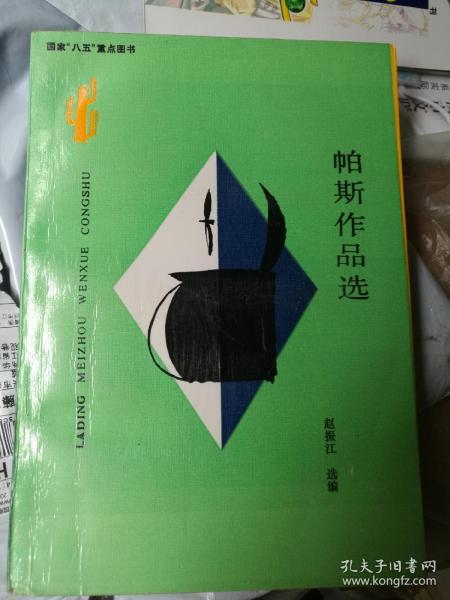 国家“八五”重点图书
LADING MEIZHOU WENXUE CONGSHU
帕斯作品选
赵振江 选编
孔夫子旧书网
www.kongfz.com